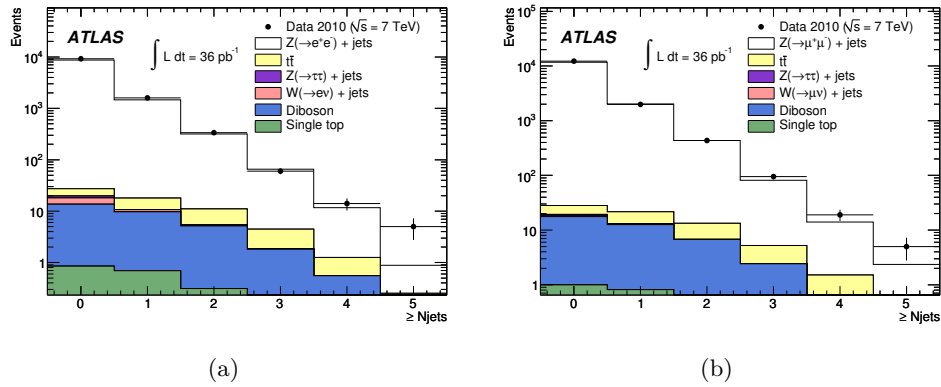 Events
10⁴
10³
10²
10
1
0 1 2 3 4 5
≥ Njets
ATLAS
∫ L dt = 36 pb⁻¹
Data 2010 (√s = 7 TeV)
Z(→e⁺e⁻) + jets
tt̄
Z(→ττ) + jets
W(→eν) + jets
Diboson
Single top
(a)
Events
10⁵
10⁴
10³
10²
10
1
0 1 2 3 4 5
≥ Njets
ATLAS
∫ L dt = 36 pb⁻¹
Data 2010 (√s = 7 TeV)
Z(→μ⁺μ⁻) + jets
tt̄
Z(→ττ) + jets
W(→μν) + jets
Diboson
Single top
(b)